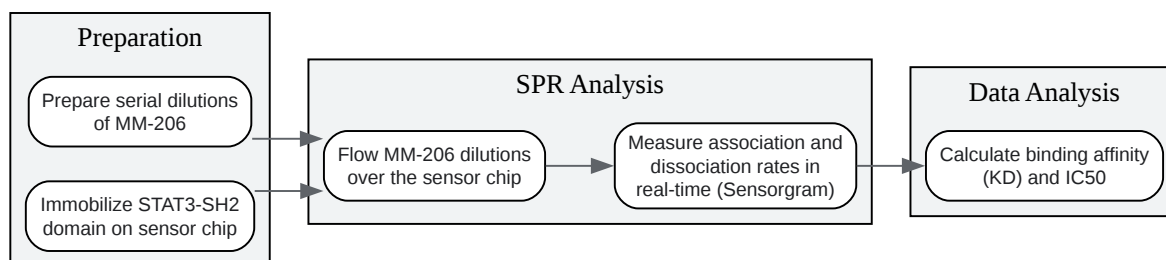 Preparation
Prepare serial dilutions
of MM-206
Immobilize STAT3-SH2
domain on sensor chip
SPR Analysis
Flow MM-206 dilutions
over the sensor chip
Measure association and
dissociation rates in
real-time (Sensorgram)
Data Analysis
Calculate binding affinity
(KD) and IC50